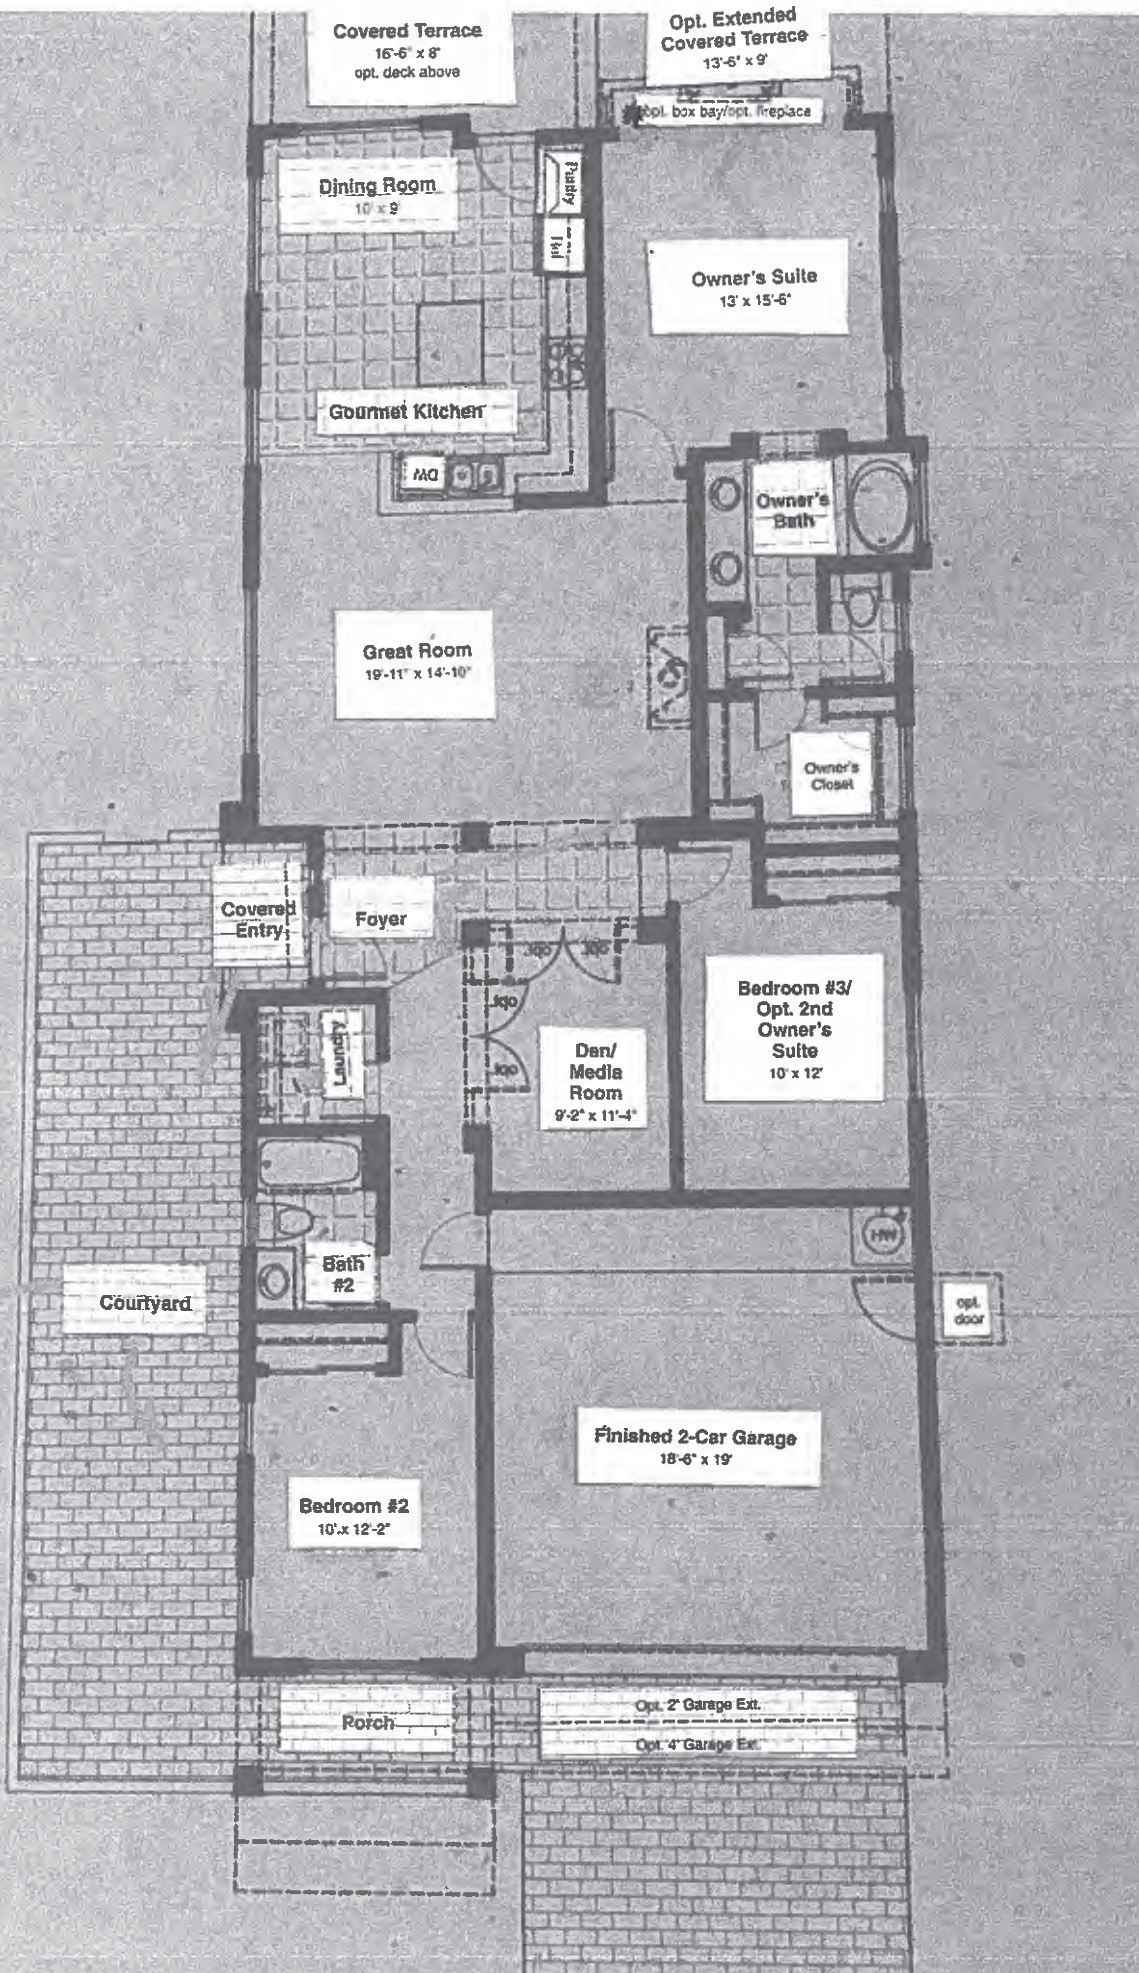 Covered Terrace
16'-6" x 8'
opt. deck above
Opt. Extended
Covered Terrace
13'-6" x 9'
opt. box bay/opt. fireplace
Dining Room
10' x 9'
Pantry
Owner's Suite
13' x 15'-6"
Gourmet Kitchen
DW
Owner's
Bath
Great Room
19'-11" x 14'-10"
Owner's
Closet
Covered
Entry
Foyer
opt.
opt.
opt.
opt.
Laundry
Den/
Media
Room
9'-2" x 11'-4"
Bedroom #3/
Opt. 2nd
Owner's
Suite
10' x 12'
HW
Bath
#2
Courtyard
opt.
door
Finished 2-Car Garage
18'-6" x 19'
Bedroom #2
10' x 12'-2"
Porch
Opt. 2' Garage Ext.
Opt. 4' Garage Ext.